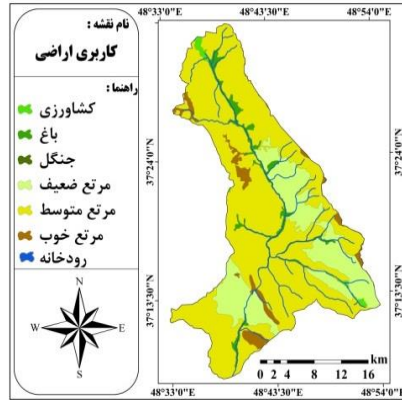 نام نقشه :
کاربری اراضی
راهنما :
کشاورزی
باغ
جنگل
مرتع ضعیف
مرتع متوسط
مرتع خوب
رودخانه
N
W E
S
48°33'0"E 48°43'30"E 48°54'0"E
37°24'0"N
37°24'0"N
37°13'30"N
37°13'30"N
km
0 2 4 8 12 16
48°33'0"E 48°43'30"E 48°54'0"E